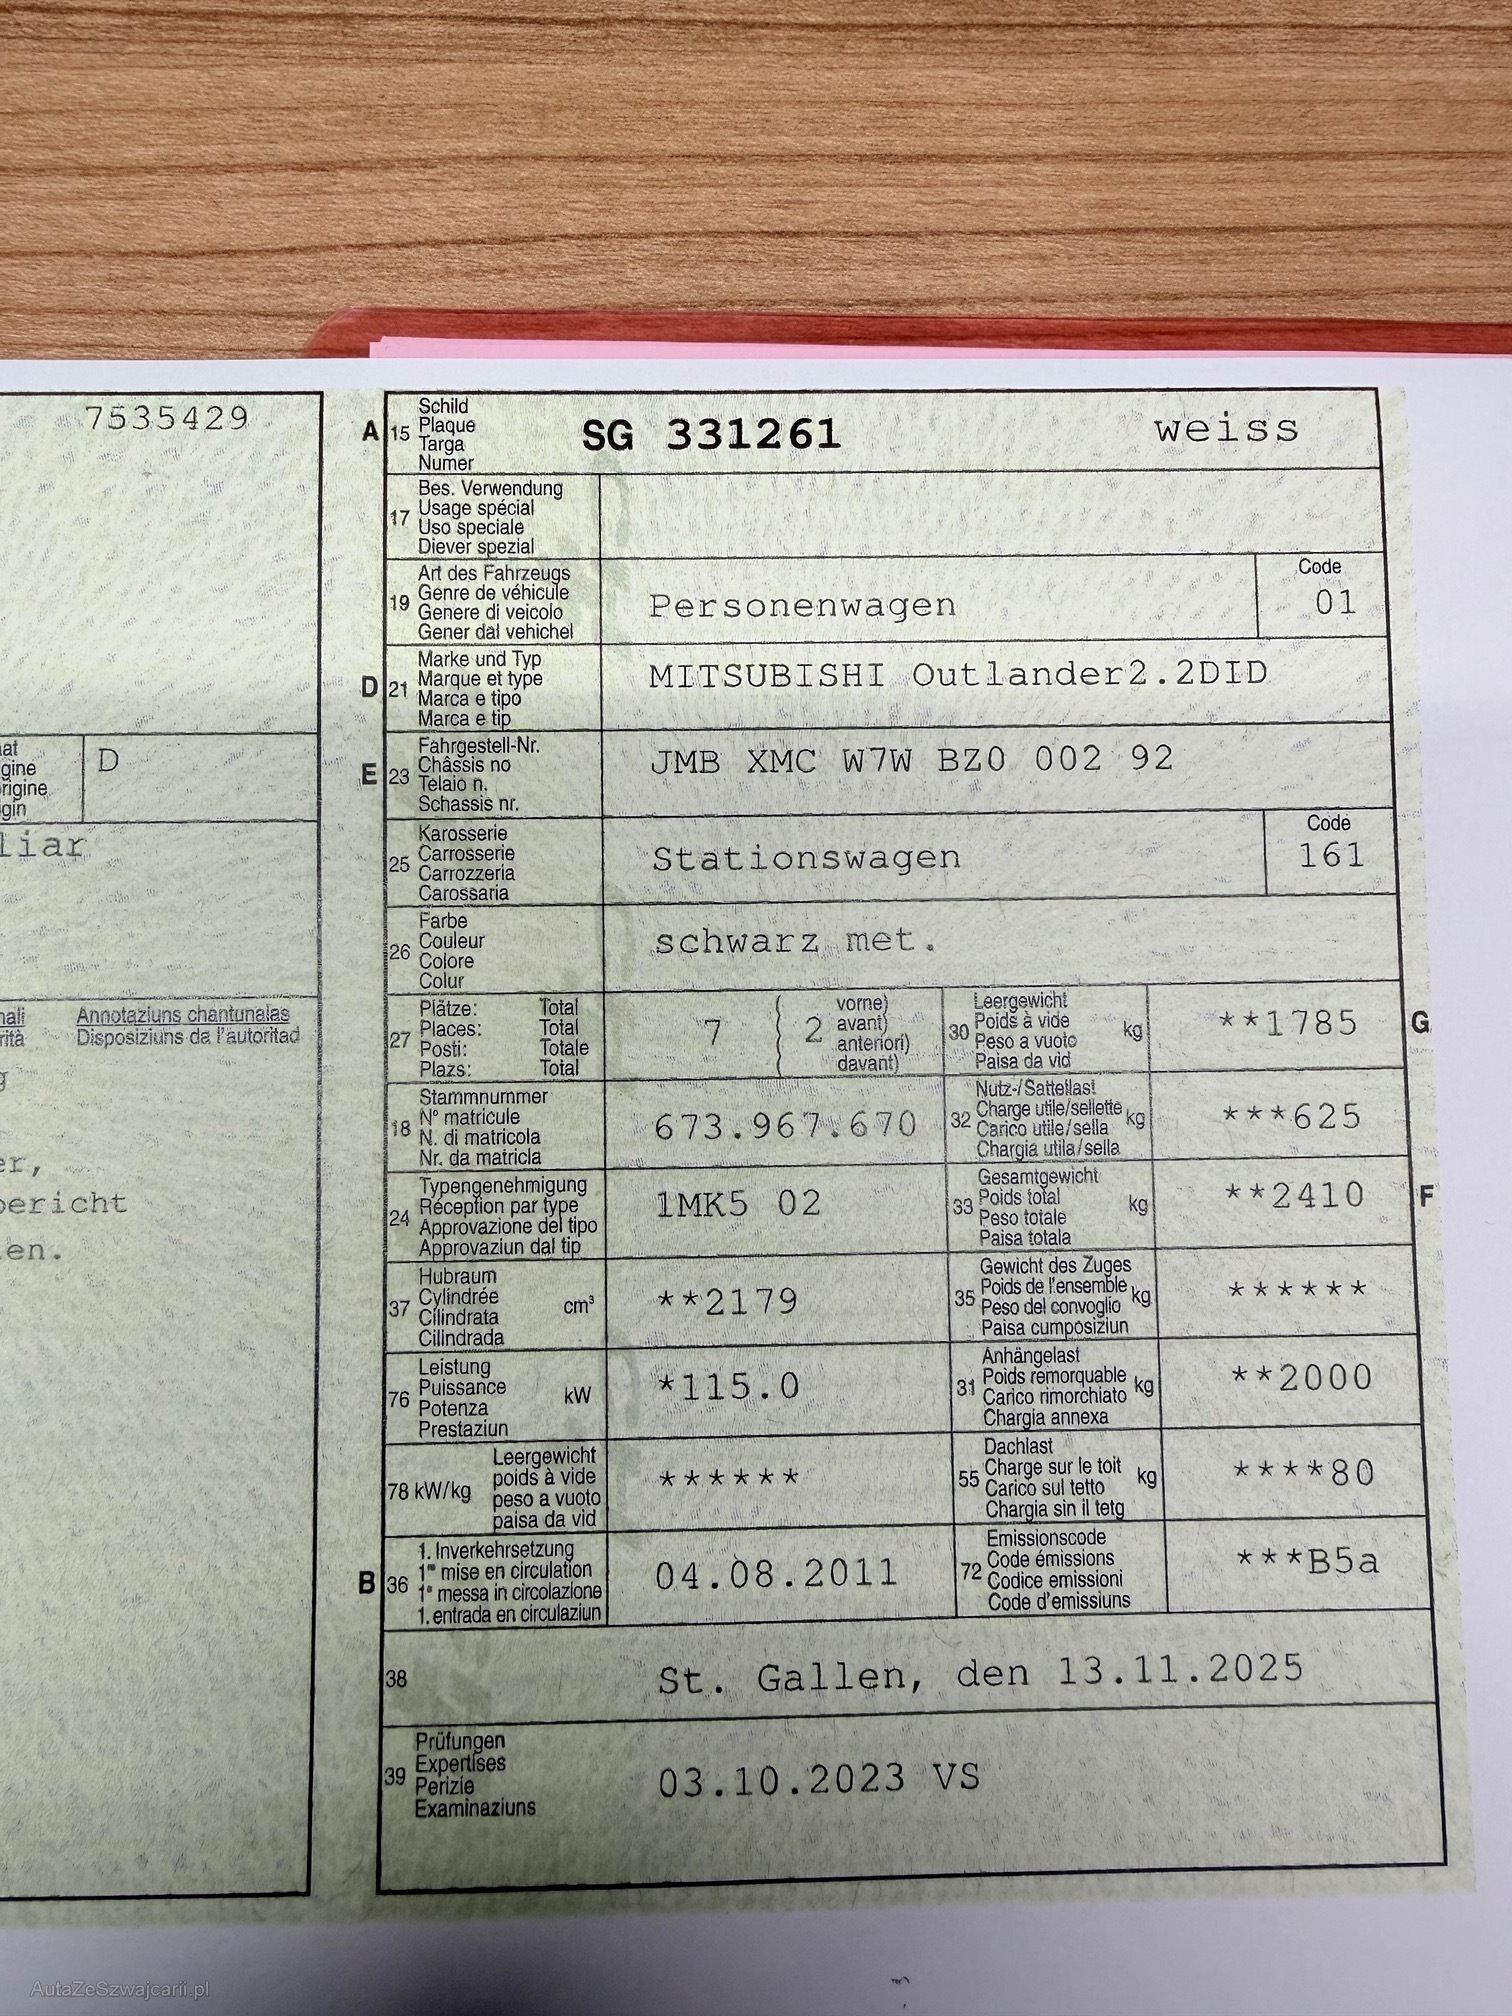 7535429
at
gine
rigine
gin
D
liar
nali
rità
Annotaziuns chantunalas
Disposiziuns da l'autoritad
g
er,
bericht
en.
A
15
Schild
Plaque
Targa
Numer
SG 331261
weiss
17
Bes. Verwendung
Usage spécial
Uso speciale
Diever spezial
19
Art des Fahrzeugs
Genre de véhicule
Genere di veicolo
Gener dal vehichel
Personenwagen
Code
01
D
21
Marke und Typ
Marque et type
Marca e tipo
Marca e tip
MITSUBISHI Outlander2.2DID
E
23
Fahrgestell-Nr.
Châssis no
Telaio n.
Schassis nr.
JMB XMC W7W BZ0 002 92
25
Karosserie
Carrosserie
Carrozzeria
Carossaria
Stationswagen
Code
161
26
Farbe
Couleur
Colore
Colur
schwarz met.
27
Plätze: Total
Places: Total
Posti: Totale
Plazs: Total
7
2
vorne)
avant)
anteriori)
davant)
30
Leergewicht
Poids à vide
Peso a vuoto
Paisa da vid
kg
**1785
G
18
Stammnummer
N° matricule
N. di matricola
Nr. da matricla
673.967.670
32
Nutz-/Sattellast
Charge utile/sellette
Carico utile/sella
Chargia utila/sella
kg
***625
24
Typengenehmigung
Réception par type
Approvazione del tipo
Approvaziun dal tip
1MK5 02
33
Gesamtgewicht
Poids total
Peso totale
Paisa totala
kg
**2410
F
37
Hubraum
Cylindrée
Cilindrata
Cilindrada
cm³
**2179
35
Gewicht des Zuges
Poids de l'ensemble
Peso del convoglio
Paisa cumposiziun
kg
******
76
Leistung
Puissance
Potenza
Prestaziun
kW
*115.0
31
Anhängelast
Poids remorquable
Carico rimorchiato
Chargia annexa
kg
**2000
78 kW/kg
Leergewicht
poids à vide
peso a vuoto
paisa da vid
******
55
Dachlast
Charge sur le toit
Carico sul tetto
Chargia sin il tetg
kg
****80
B
36
1. Inverkehrsetzung
1re mise en circulation
1a messa in circolazione
1. entrada en circulaziun
04.08.2011
72
Emissionscode
Code émissions
Codice emissioni
Code d'emissiuns
***B5a
38
St. Gallen, den 13.11.2025
39
Prüfungen
Expertises
Perizie
Examinaziuns
03.10.2023 VS
AutaZeSzwajcarii.pl